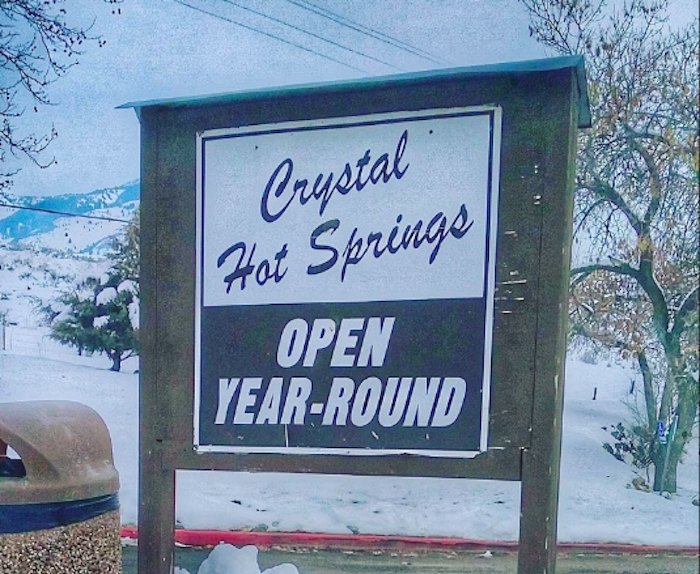 Crystal
Hot Springs
OPEN
YEAR-ROUND